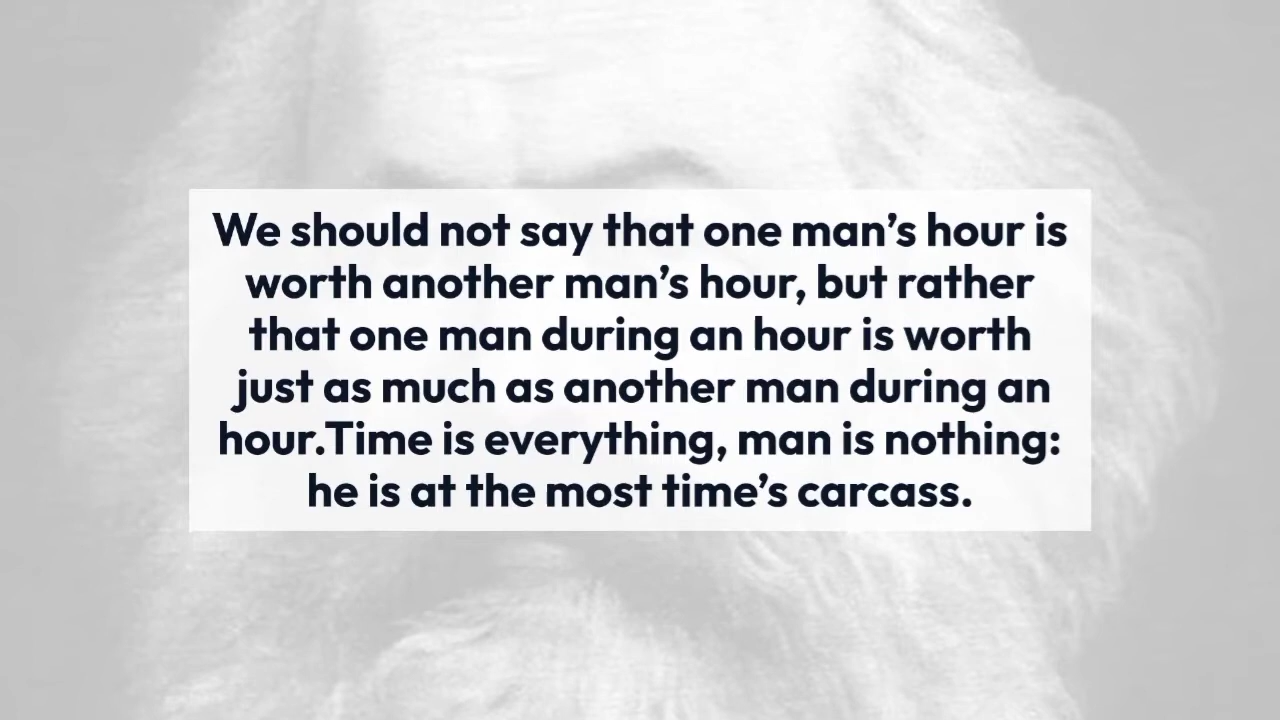 We should not say that one man’s hour is
worth another man’s hour, but rather
that one man during an hour is worth
just as much as another man during an
hour.Time is everything, man is nothing:
he is at the most time’s carcass.